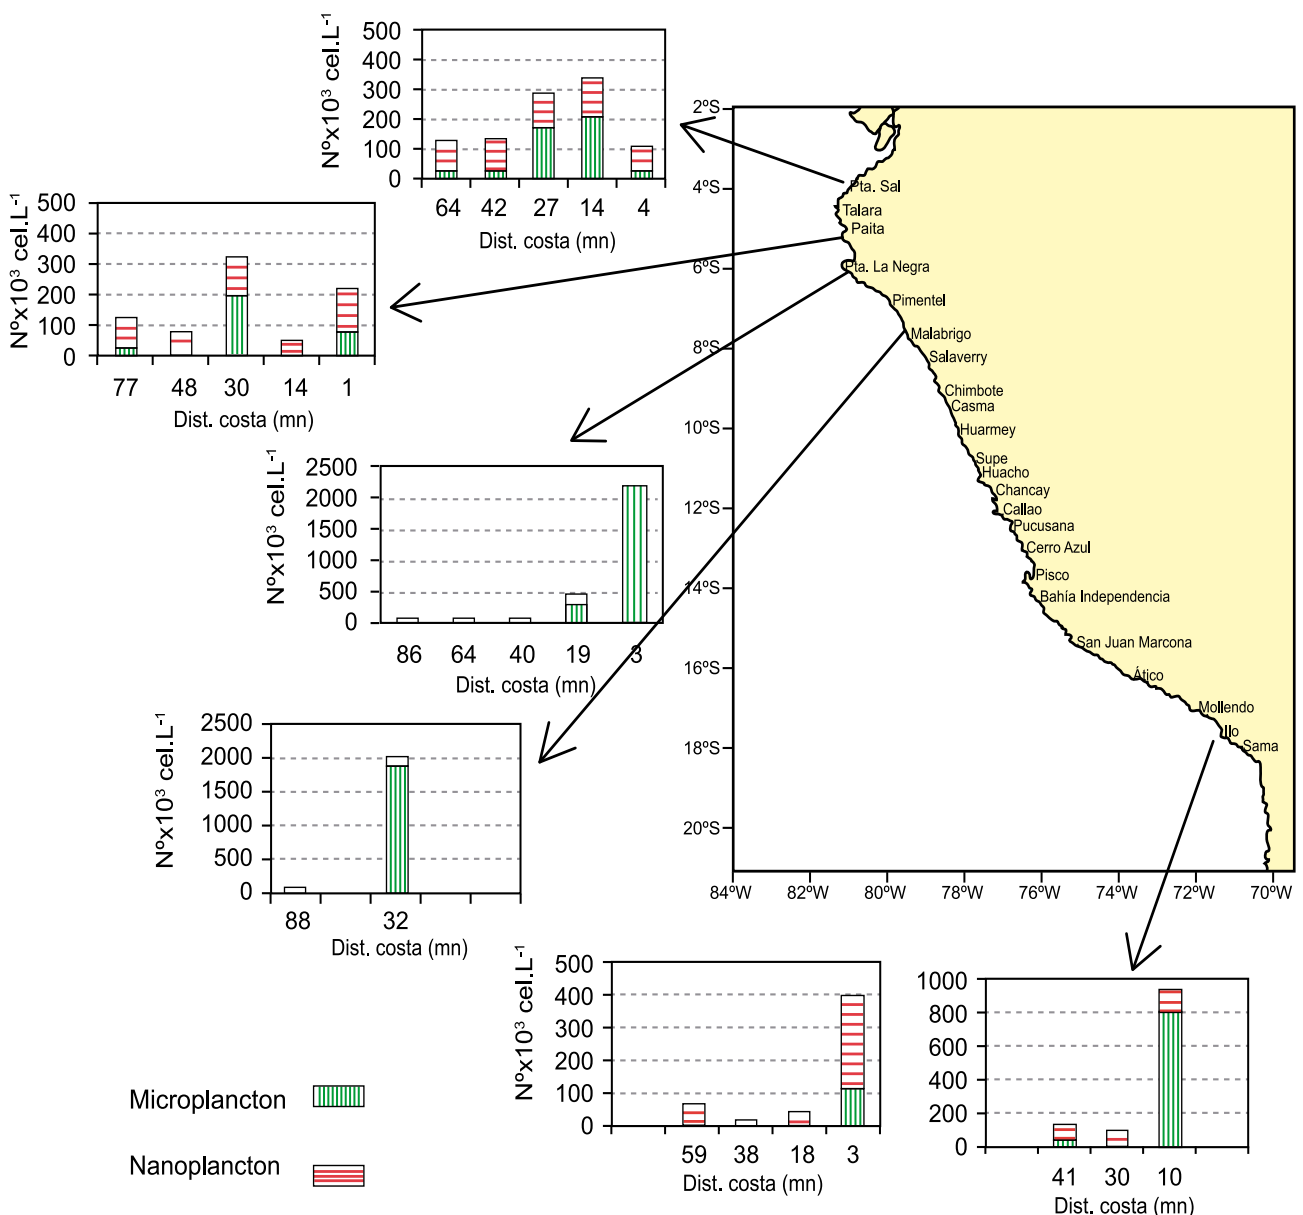 500
400
300
200
100
0
Nºx10³ cel.L⁻¹
64 42 27 14 4
Dist. costa (mn)
500
400
300
200
100
0
Nºx10³ cel.L⁻¹
77 48 30 14 1
Dist. costa (mn)
2500
2000
1500
1000
500
0
Nºx10³ cel.L⁻¹
86 64 40 19 3
Dist. costa (mn)
2500
2000
1500
1000
500
0
Nºx10³ cel.L⁻¹
88 32
Dist. costa (mn)
2ºS
4ºS
6ºS
8ºS
10ºS
12ºS
14ºS
16ºS
18ºS
20ºS
84ºW 82ºW 80ºW 78ºW 76ºW 74ºW 72ºW 70ºW
Pta. Sal
Talara
Paita
Pta. La Negra
Pimentel
Malabrigo
Salaverry
Chimbote
Casma
Huarmey
Supe
Huacho
Chancay
Callao
Pucusana
Cerro Azul
Pisco
Bahía Independencia
San Juan Marcona
Ático
Mollendo
Ilo
Sama
500
400
300
200
100
0
Nºx10³ cel.L⁻¹
59 38 18 3
Dist. costa (mn)
1000
800
600
400
200
0
41 30 10
Dist. costa (mn)
Microplancton
Nanoplancton